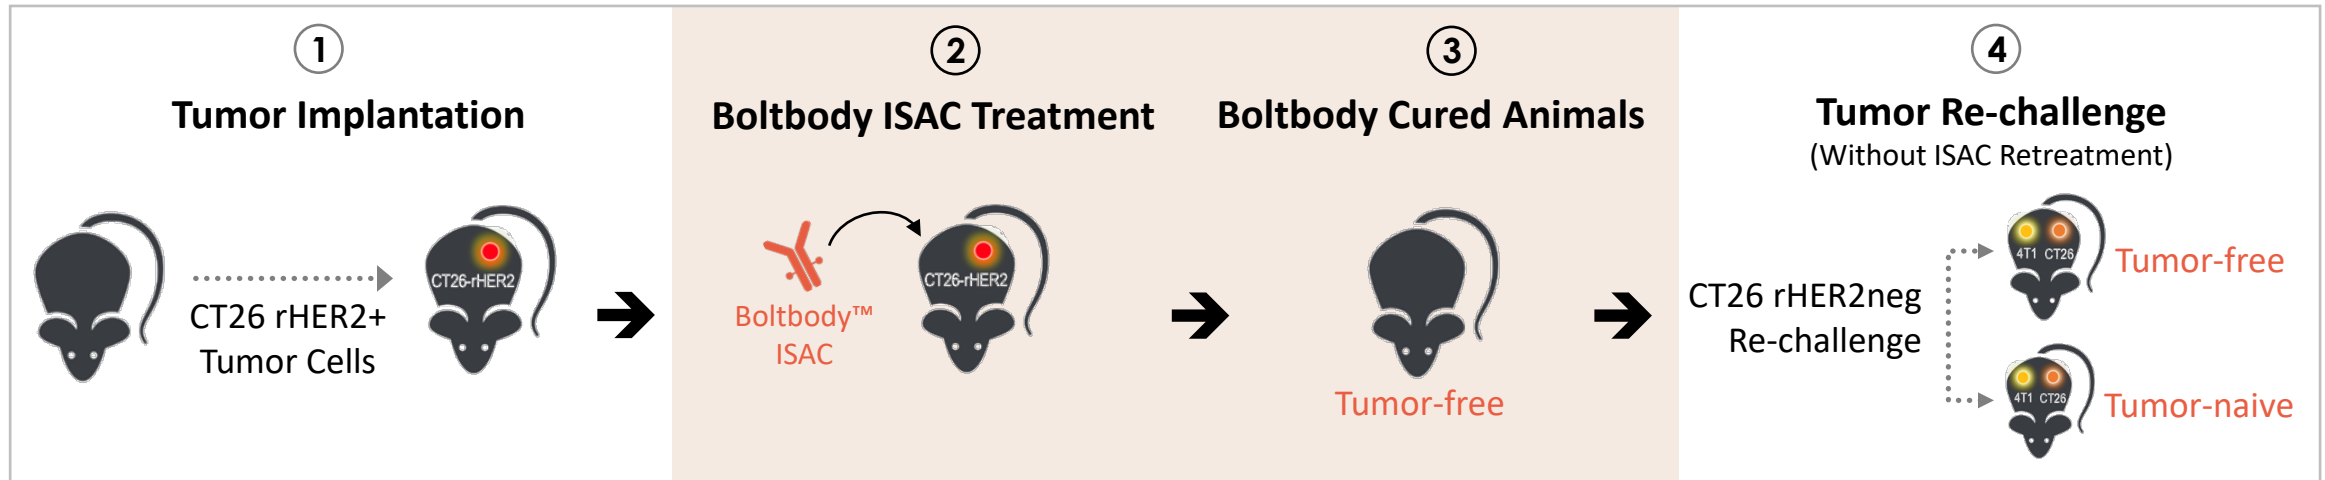 1
Tumor Implantation
CT26-rHER2
CT26 rHER2+
Tumor Cells
2
Boltbody ISAC Treatment
CT26-rHER2
Boltbody™
ISAC
3
Boltbody Cured Animals
Tumor-free
4
Tumor Re-challenge
(Without ISAC Retreatment)
CT26 rHER2neg
Re-challenge
4T1 CT26
Tumor-free
4T1 CT26
Tumor-naive